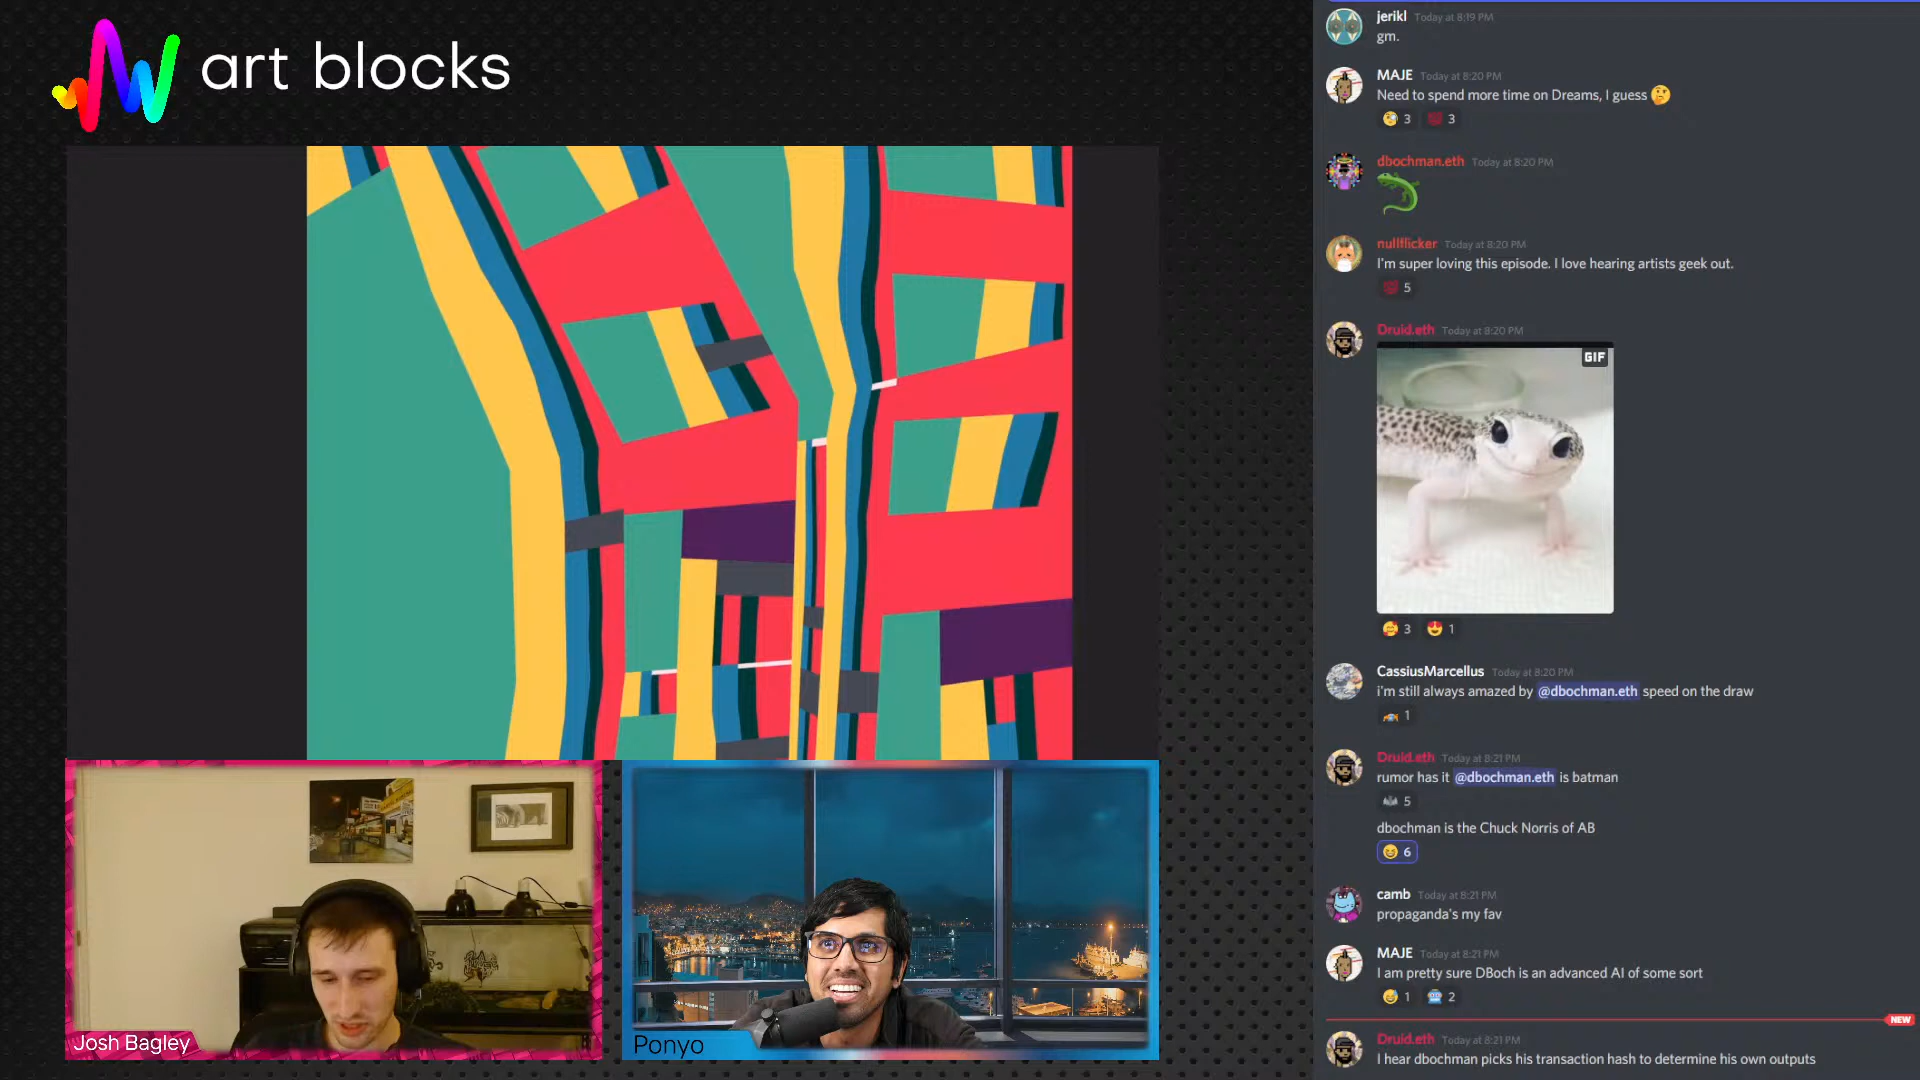 art blocks
jerikl Today at 8:19 PM
gm.
MAJE Today at 8:20 PM
Need to spend more time on Dreams, I guess 🤔
3 3
dbochman.eth Today at 8:20 PM
nullflicker Today at 8:20 PM
I'm super loving this episode. I love hearing artists geek out.
5
Druid.eth Today at 8:20 PM
GIF
3 1
CassiusMarcellus Today at 8:20 PM
i'm still always amazed by @dbochman.eth speed on the draw
1
Druid.eth Today at 8:21 PM
rumor has it @dbochman.eth is batman
5
dbochman is the Chuck Norris of AB
6
camb Today at 8:21 PM
propaganda's my fav
MAJE Today at 8:21 PM
I am pretty sure DBoch is an advanced AI of some sort
1 2
NEW
Druid.eth Today at 8:21 PM
I hear dbochman picks his transaction hash to determine his own outputs
Josh Bagley
Ponyo